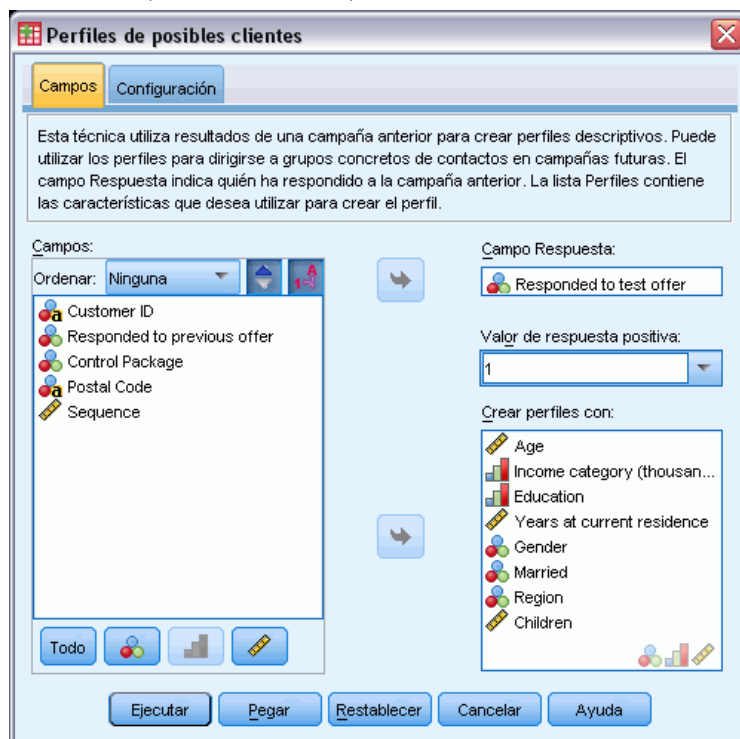 Perfiles de posibles clientes
Campos
Configuración
Esta técnica utiliza resultados de una campaña anterior para crear perfiles descriptivos. Puede
utilizar los perfiles para dirigirse a grupos concretos de contactos en campañas futuras. El
campo Respuesta indica quién ha respondido a la campaña anterior. La lista Perfiles contiene
las características que desea utilizar para crear el perfil.
Campos:
Ordenar: Ninguna
Customer ID
Responded to previous offer
Control Package
Postal Code
Sequence
Todo
Campo Respuesta:
Responded to test offer
Valor de respuesta positiva:
1
Crear perfiles con:
Age
Income category (thousan...
Education
Years at current residence
Gender
Married
Region
Children
Ejecutar
Pegar
Restablecer
Cancelar
Ayuda